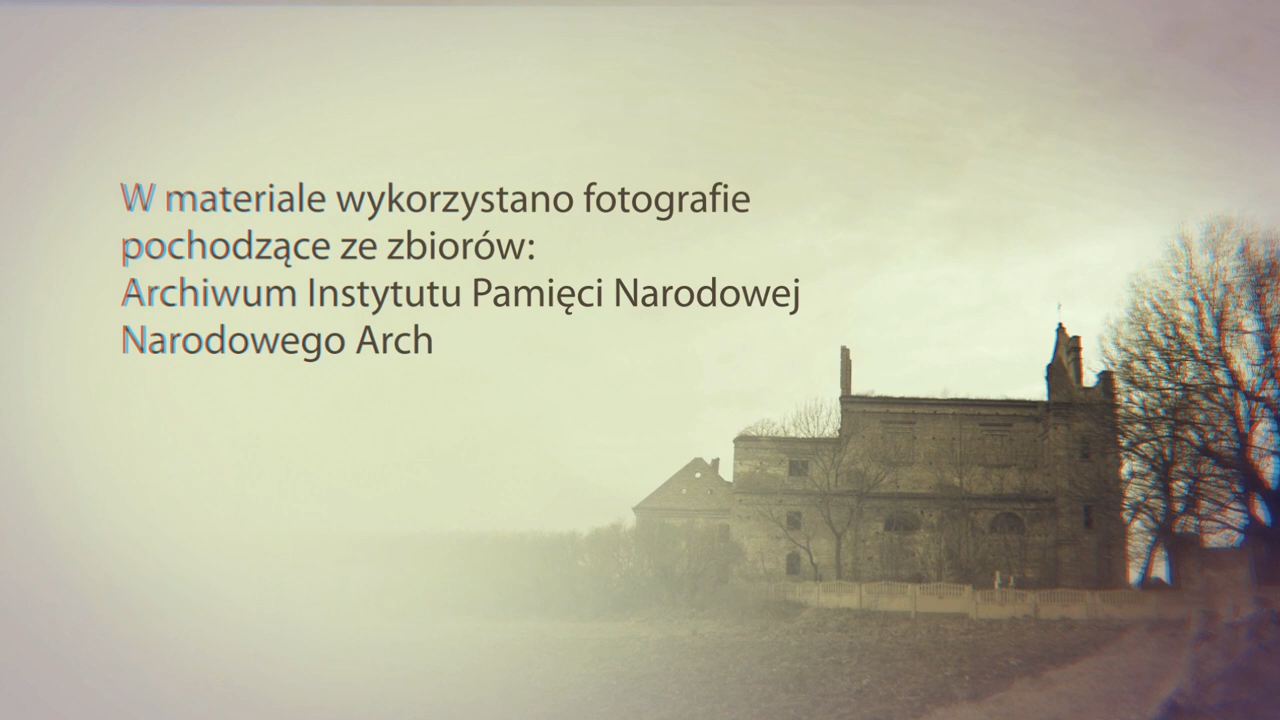 W materiale wykorzystano fotografie
pochodzące ze zbiorów:
Archiwum Instytutu Pamięci Narodowej
Narodowego Arch